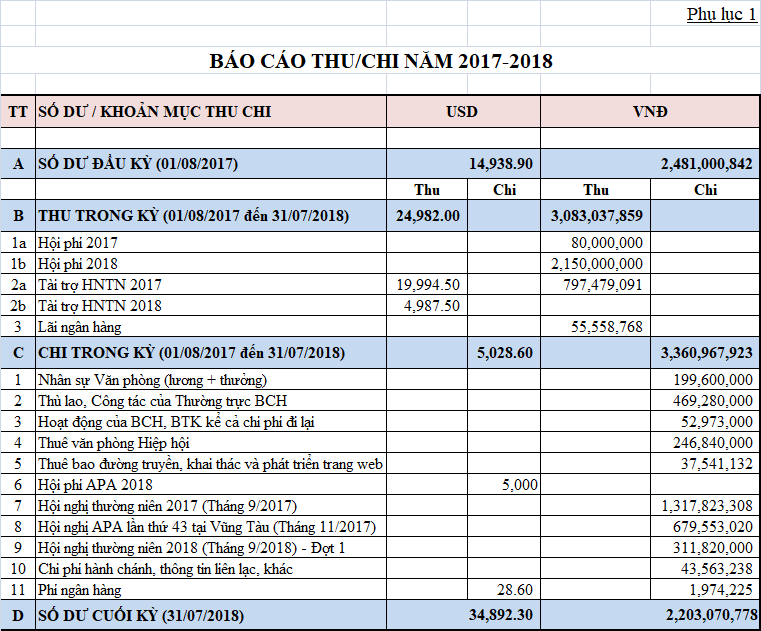 Phụ lục 1
BÁO CÁO THU/CHI NĂM 2017-2018
TT SỐ DƯ / KHOẢN MỤC THU CHI USD VNĐ
A SỐ DƯ ĐẦU KỲ (01/08/2017) 14,938.90 2,481,000,842
Thu Chi Thu Chi
B THU TRONG KỲ (01/08/2017 đến 31/07/2018) 24,982.00 3,083,037,859
1a Hội phí 2017 80,000,000
1b Hội phí 2018 2,150,000,000
2a Tài trợ HNTN 2017 19,994.50 797,479,091
2b Tài trợ HNTN 2018 4,987.50
3 Lãi ngân hàng 55,558,768
C CHI TRONG KỲ (01/08/2017 đến 31/07/2018) 5,028.60 3,360,967,923
1 Nhân sự Văn phòng (lương + thưởng) 199,600,000
2 Thù lao, Công tác của Thường trực BCH 469,280,000
3 Hoạt động của BCH, BTK kể cả chi phí đi lại 52,973,000
4 Thuê văn phòng Hiệp hội 246,840,000
5 Thuê bao đường truyền, khai thác và phát triển trang web 37,541,132
6 Hội phí APA 2018 5,000
7 Hội nghị thường niên 2017 (Tháng 9/2017) 1,317,823,308
8 Hội nghị APA lần thứ 43 tại Vũng Tàu (Tháng 11/2017) 679,553,020
9 Hội nghị thường niên 2018 (Tháng 9/2018) - Đợt 1 311,820,000
10 Chi phí hành chánh, thông tin liên lạc, khác 43,563,238
11 Phí ngân hàng 28.60 1,974,225
D SỐ DƯ CUỐI KỲ (31/07/2018) 34,892.30 2,203,070,778